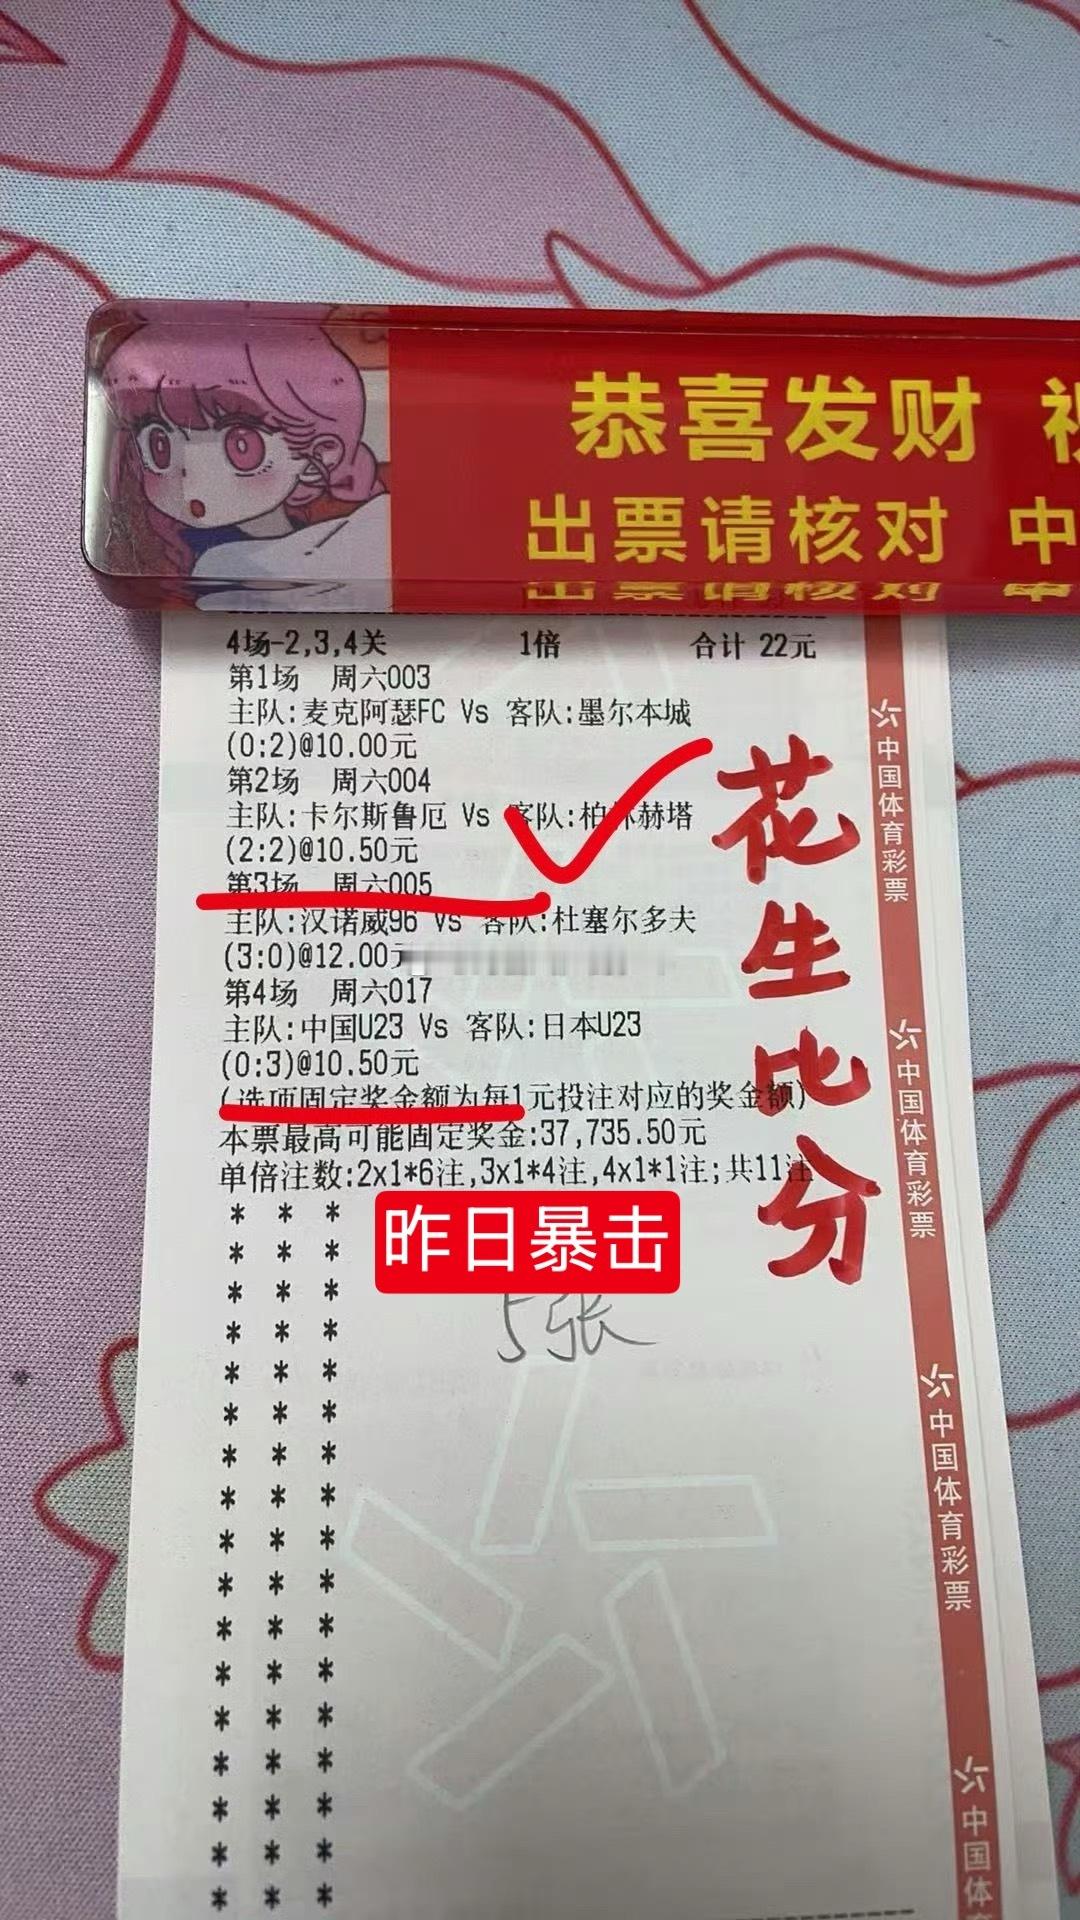 恭喜发财
出票请核对 中
4场-2,3,4关 1倍 合计 22元
第1场 周六003
主队:麦克阿瑟FC Vs 客队:墨尔本城
(0:2)@10.00元
第2场 周六004
主队:卡尔斯鲁厄 Vs 客队:柏林赫塔
(2:2)@10.50元
第3场 周六005
主队:汉诺威96 Vs 客队:杜塞尔多夫
(3:0)@12.00元
第4场 周六017
主队:中国U23 Vs 客队:日本U23
(0:3)@10.50元
(选项固定奖金额为每1元投注对应的奖金额)
本票最高可能固定奖金:37,735.50元
单倍注数:2x1*6注,3x1*4注,4x1*1注;共11注
昨日暴击
5张
花生比分
中国体育彩票
中国体育彩票
中国体育彩票
中国体育